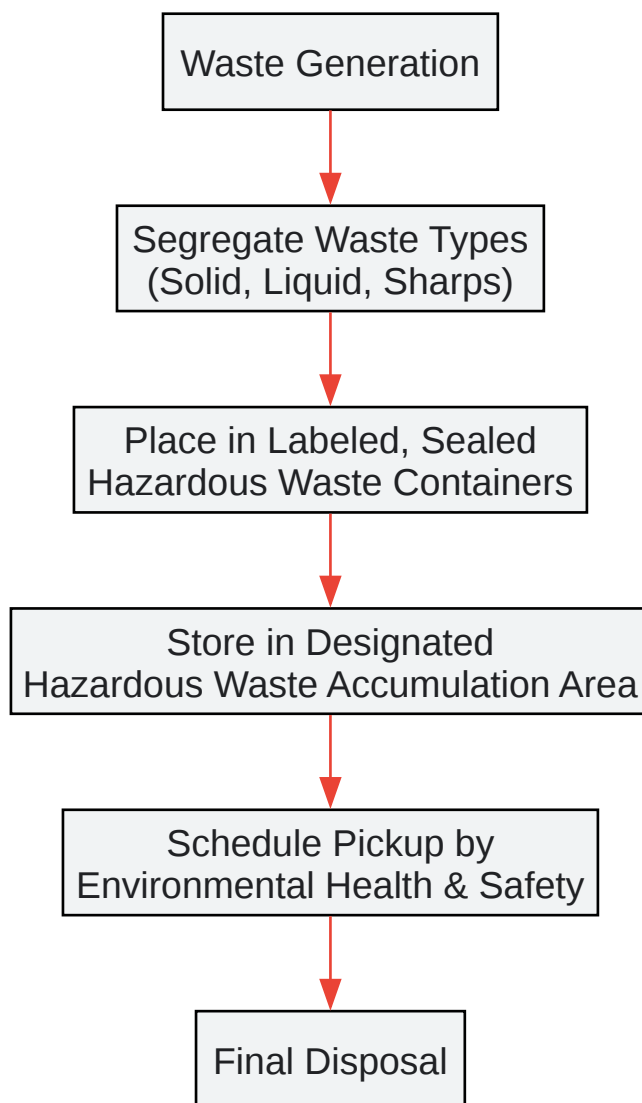 Waste Generation
Segregate Waste Types
(Solid, Liquid, Sharps)
Place in Labeled, Sealed
Hazardous Waste Containers
Store in Designated
Hazardous Waste Accumulation Area
Schedule Pickup by
Environmental Health & Safety
Final Disposal